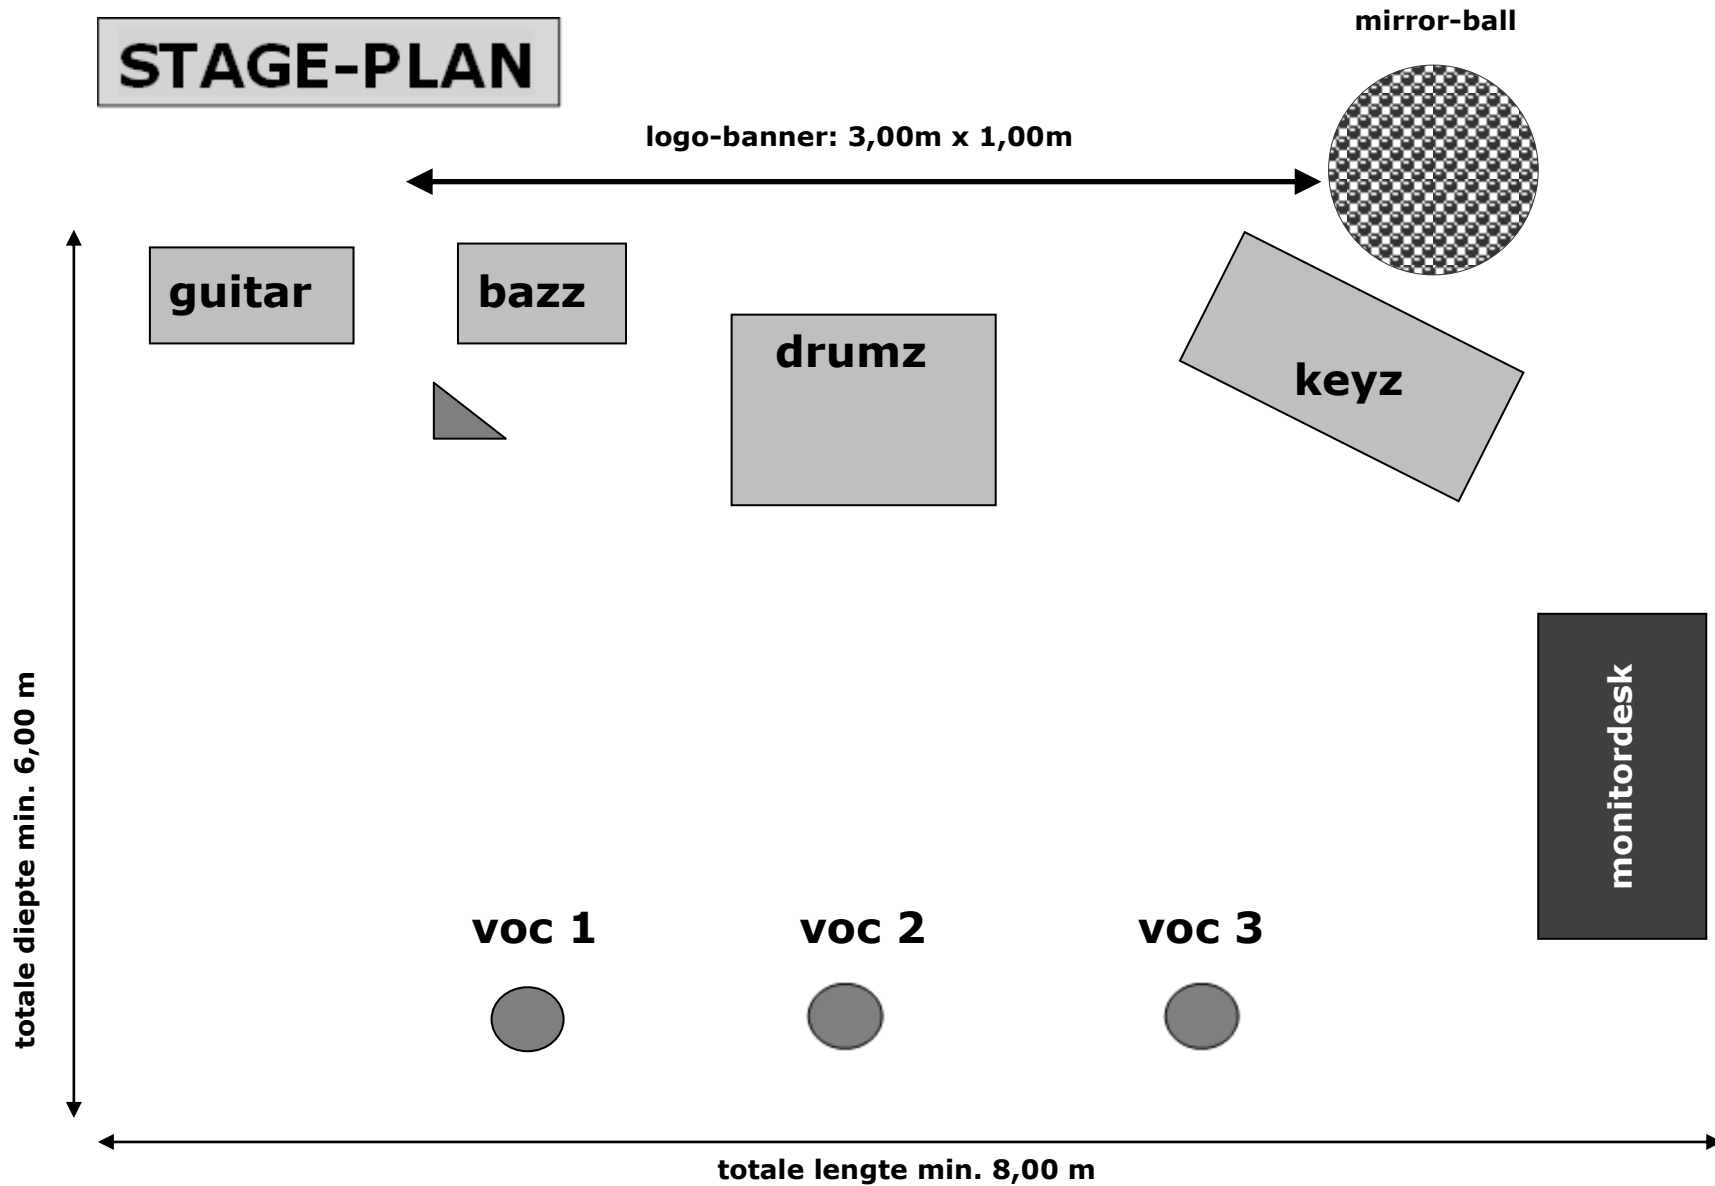 mirror-ball
STAGE-PLAN
logo-banner: 3,00m x 1,00m
guitar
bazz
drumz
keyz
monitordesk
totale diepte min. 6,00 m
voc 1
voc 2
voc 3
totale lengte min. 8,00 m